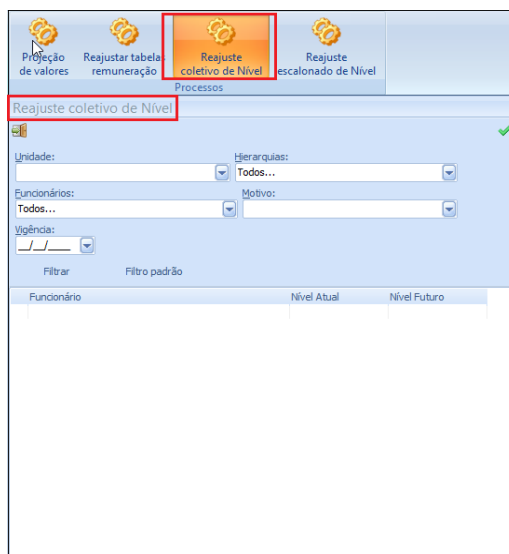 Projeção
de valores
Reajustar tabelas
remuneração
Reajuste
coletivo de Nível
Reajuste
escalonado de Nível
Processos
Reajuste coletivo de Nível
Unidade:
Hierarquias:
Todos...
Funcionários:
Motivo:
Todos...
Vigência:
__/__/____
Filtrar
Filtro padrão
Funcionário
Nível Atual
Nível Futuro